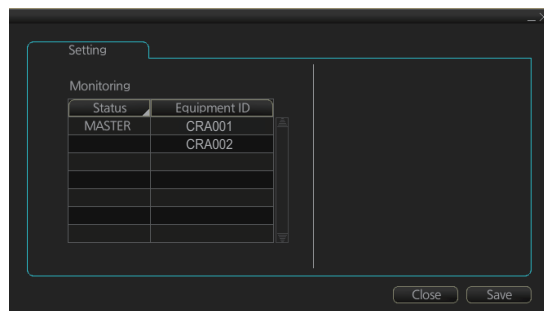 Setting
Monitoring
Status Equipment ID
MASTER CRA001
CRA002
Close Save